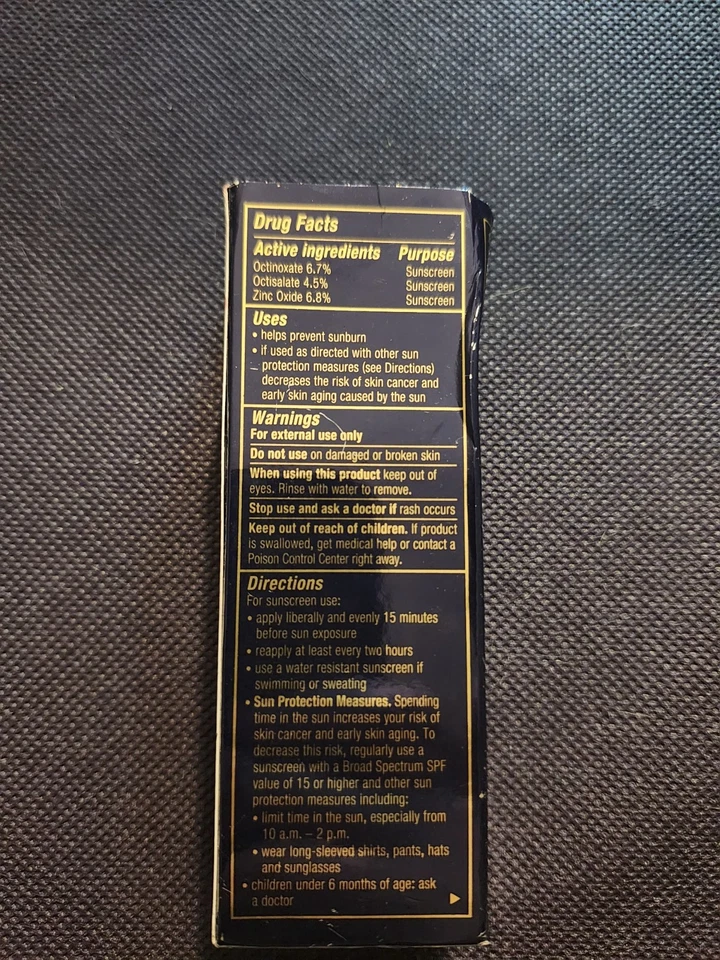 Drug Facts
Active ingredients Purpose
Octinoxate 6.7% Sunscreen
Octisalate 4.5% Sunscreen
Zinc Oxide 6.8% Sunscreen
Uses
• helps prevent sunburn
• if used as directed with other sun
protection measures (see Directions)
decreases the risk of skin cancer and
early skin aging caused by the sun
Warnings
For external use only
Do not use on damaged or broken skin
When using this product keep out of
eyes. Rinse with water to remove.
Stop use and ask a doctor if rash occurs
Keep out of reach of children. If product
is swallowed, get medical help or contact a
Poison Control Center right away.
Directions
For sunscreen use:
• apply liberally and evenly 15 minutes
before sun exposure
• reapply at least every two hours
• use a water resistant sunscreen if
swimming or sweating
• Sun Protection Measures. Spending
time in the sun increases your risk of
skin cancer and early skin aging. To
decrease this risk, regularly use a
sunscreen with a Broad Spectrum SPF
value of 15 or higher and other sun
protection measures including:
• limit time in the sun, especially from
10 a.m. – 2 p.m.
• wear long-sleeved shirts, pants, hats
and sunglasses
• children under 6 months of age: ask
a doctor